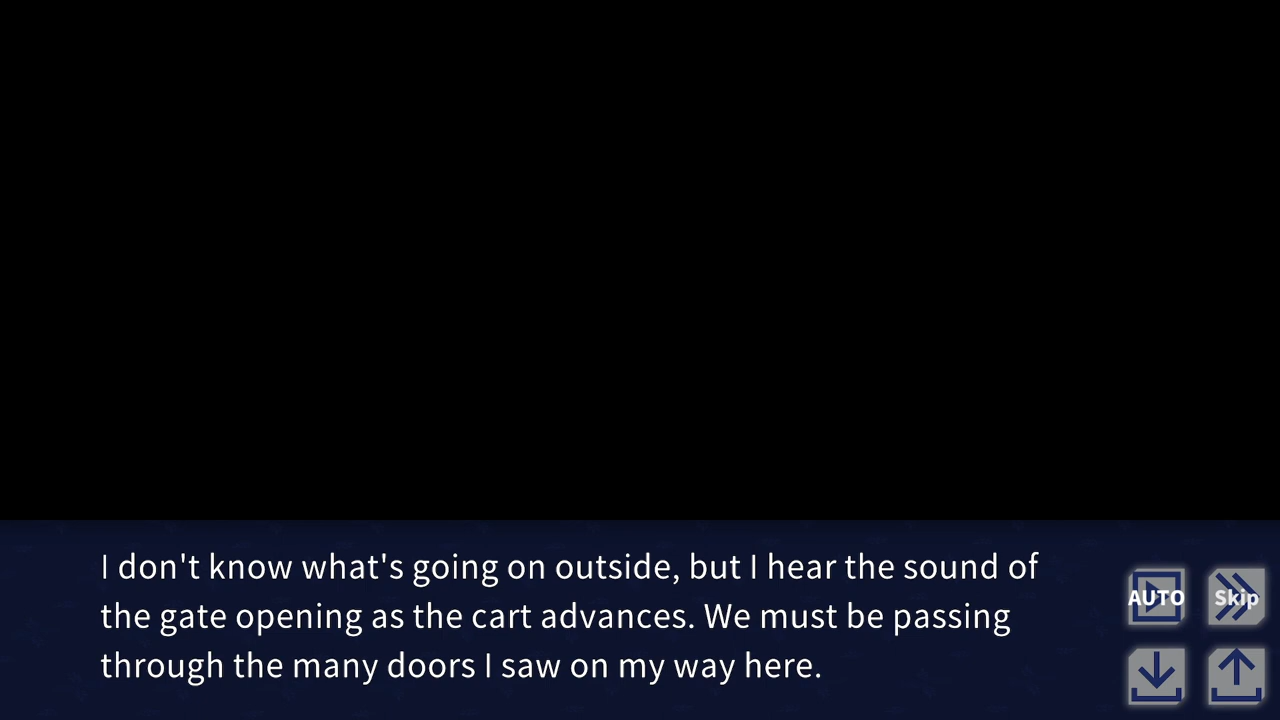 I don't know what's going on outside, but I hear the sound of
the gate opening as the cart advances. We must be passing
through the many doors I saw on my way here.
AUTO
Skip